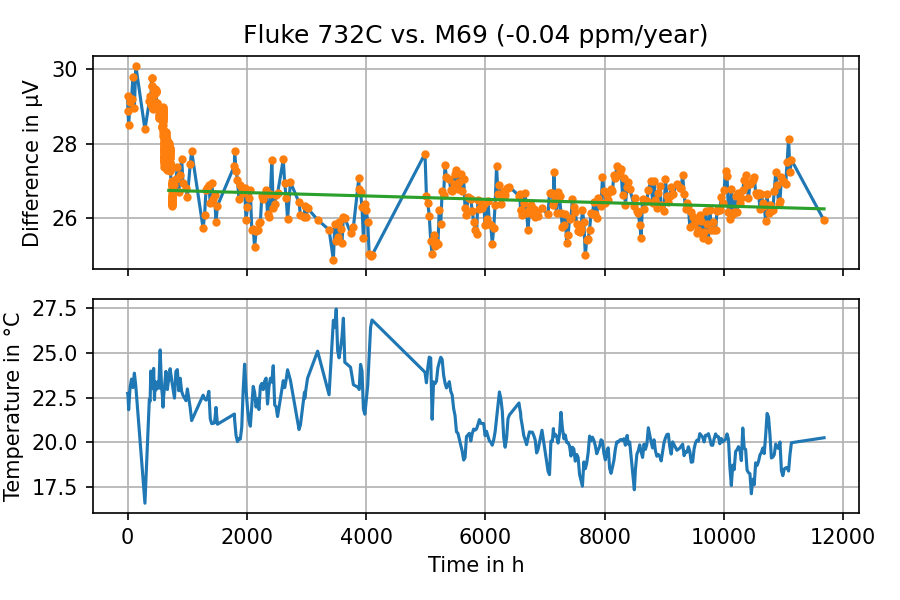 Fluke 732C vs. M69 (-0.04 ppm/year)
Difference in µV
30
28
26
Temperature in °C
27.5
25.0
22.5
20.0
17.5
0 2000 4000 6000 8000 10000 12000
Time in h